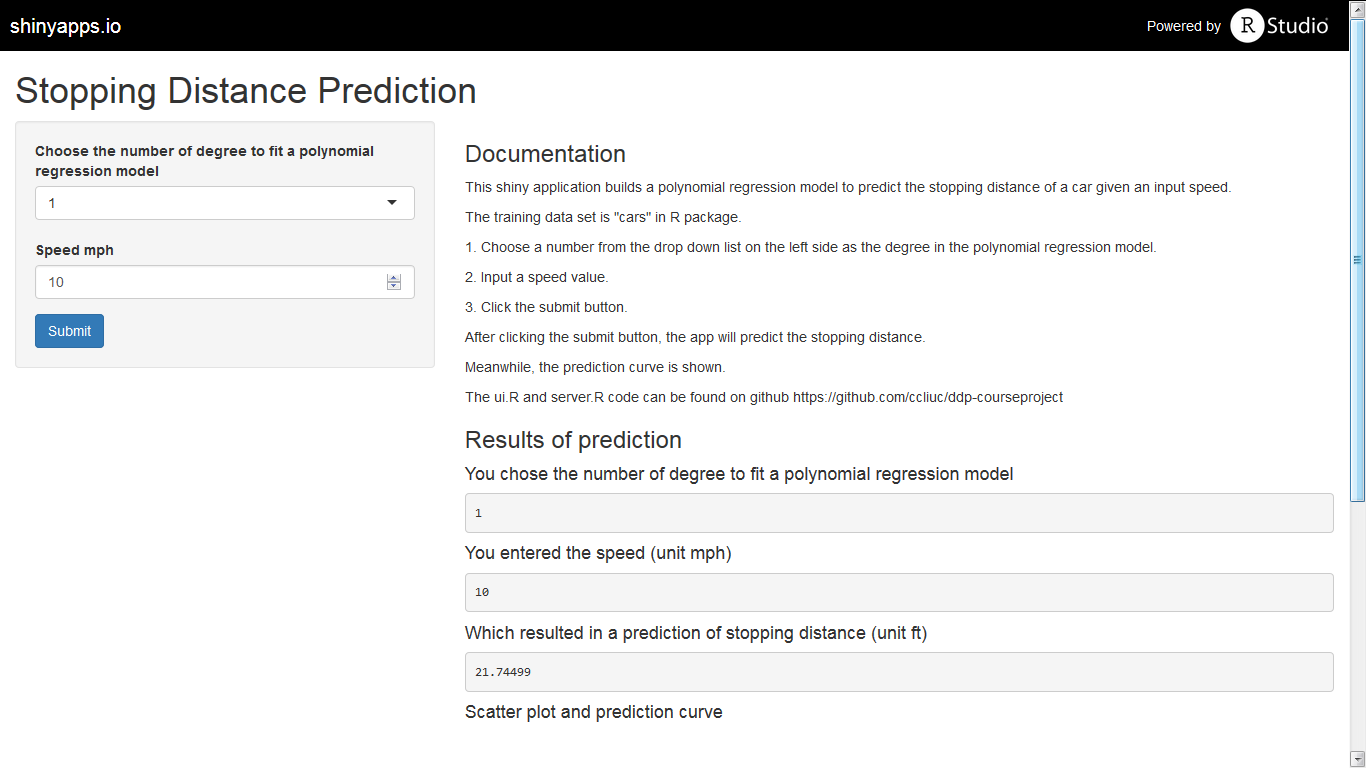 shinyapps.io
Powered by R Studio
Stopping Distance Prediction
Choose the number of degree to fit a polynomial
regression model
1
Speed mph
10
Submit
Documentation
This shiny application builds a polynomial regression model to predict the stopping distance of a car given an input speed.
The training data set is "cars" in R package.
1. Choose a number from the drop down list on the left side as the degree in the polynomial regression model.
2. Input a speed value.
3. Click the submit button.
After clicking the submit button, the app will predict the stopping distance.
Meanwhile, the prediction curve is shown.
The ui.R and server.R code can be found on github https://github.com/ccliuc/ddp-courseproject
Results of prediction
You chose the number of degree to fit a polynomial regression model
1
You entered the speed (unit mph)
10
Which resulted in a prediction of stopping distance (unit ft)
21.74499
Scatter plot and prediction curve